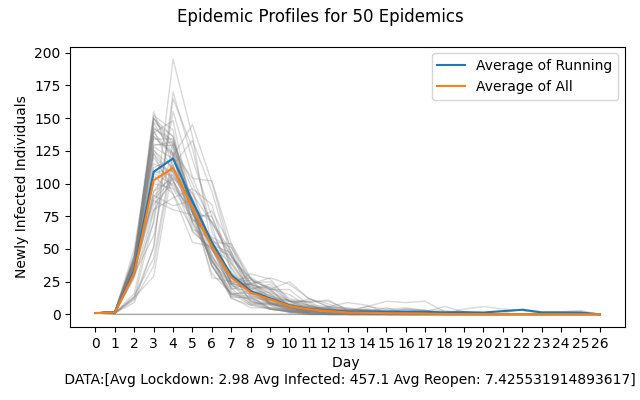 Epidemic Profiles for 50 Epidemics
Newly Infected Individuals
200
175
150
125
100
75
50
25
0
Average of Running
Average of All
0 1 2 3 4 5 6 7 8 9 10 11 12 13 14 15 16 17 18 19 20 21 22 23 24 25 26
Day
DATA:[Avg Lockdown: 2.98 Avg Infected: 457.1 Avg Reopen: 7.425531914893617]